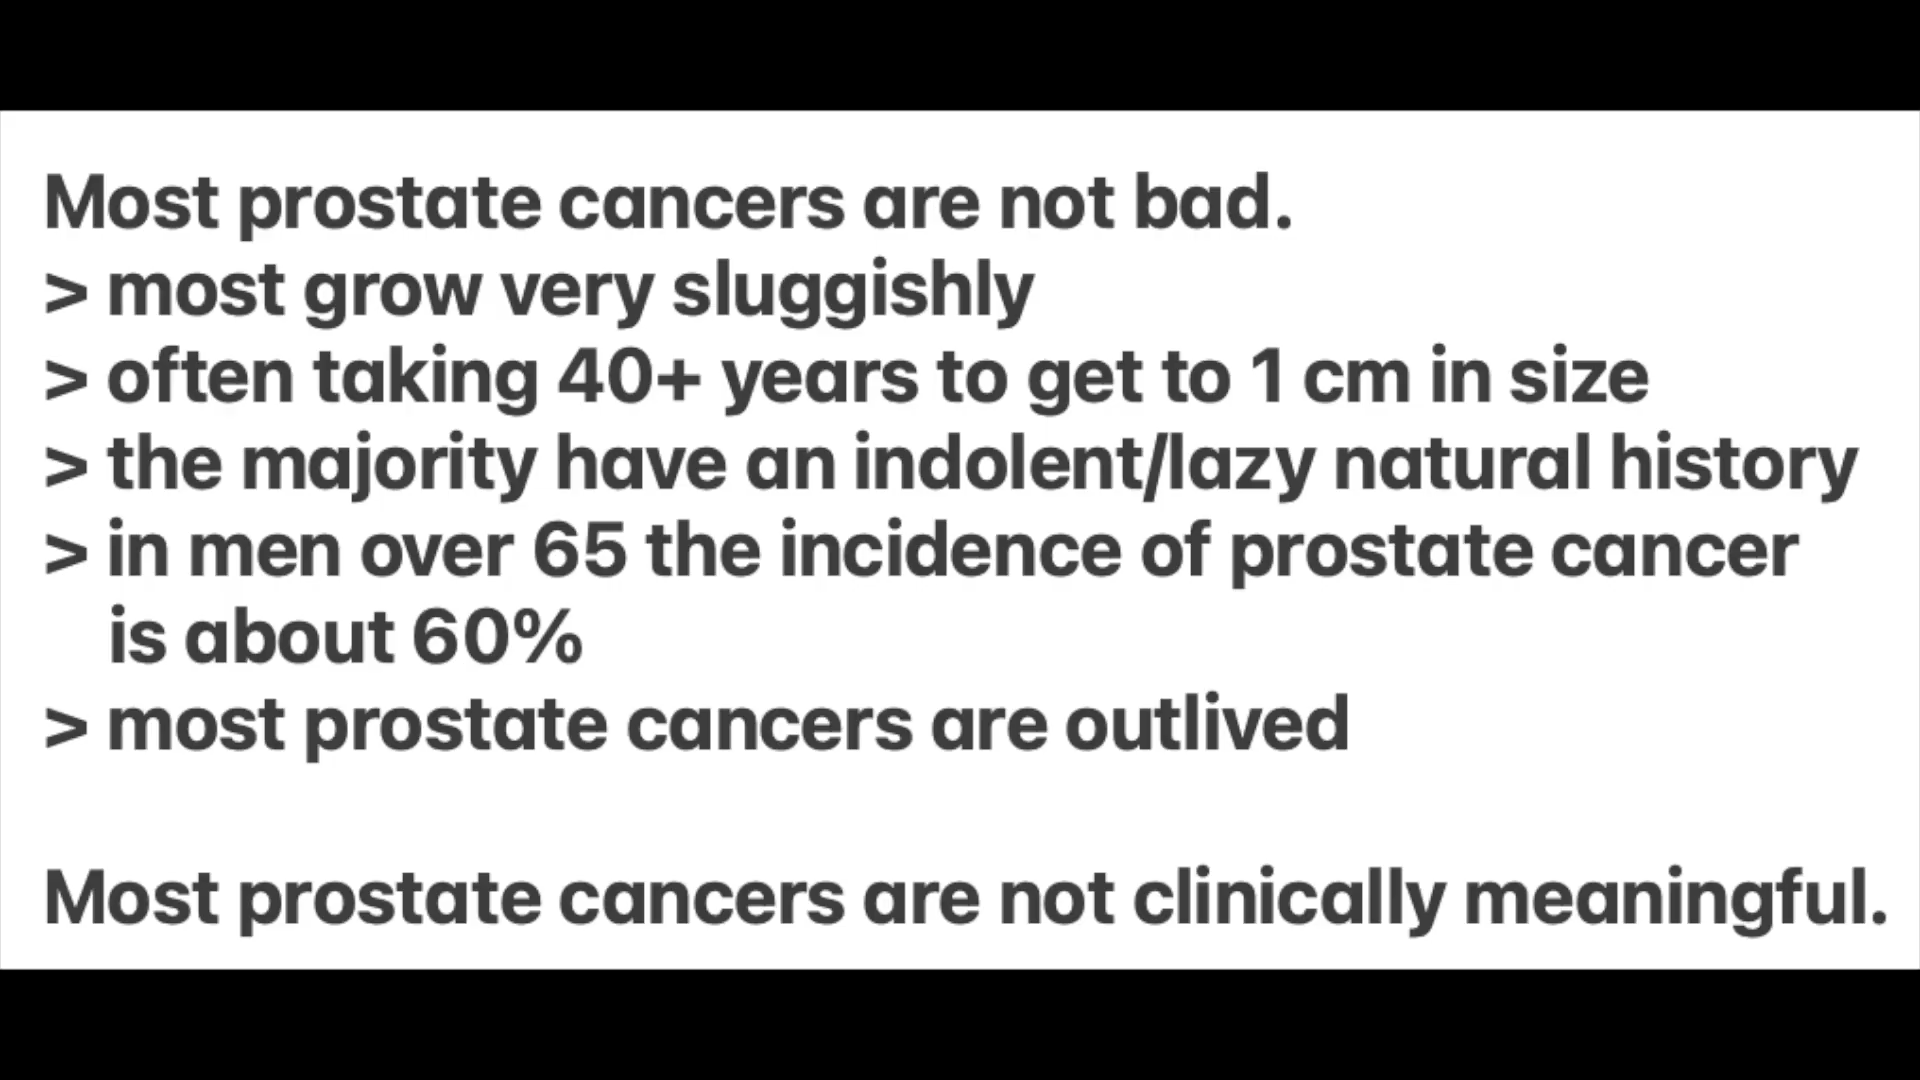 Most prostate cancers are not bad.
> most grow very sluggishly
> often taking 40+ years to get to 1 cm in size
> the majority have an indolent/lazy natural history
> in men over 65 the incidence of prostate cancer
is about 60%
> most prostate cancers are outlived
Most prostate cancers are not clinically meaningful.